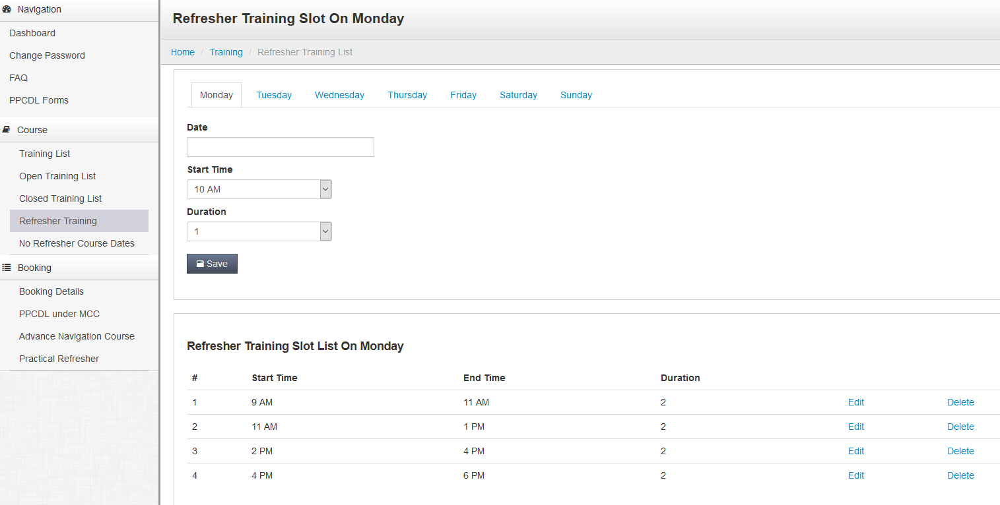 Navigation
Dashboard
Change Password
FAQ
PPCDL Forms
Course
Training List
Open Training List
Closed Training List
Refresher Training
No Refresher Course Dates
Booking
Booking Details
PPCDL under MCC
Advance Navigation Course
Practical Refresher
Refresher Training Slot On Monday
Home / Training / Refresher Training List
Monday Tuesday Wednesday Thursday Friday Saturday Sunday
Date
Start Time
10 AM
Duration
1
Save
Refresher Training Slot List On Monday
# Start Time End Time Duration
1 9 AM 11 AM 2 Edit Delete
2 11 AM 1 PM 2 Edit Delete
3 2 PM 4 PM 2 Edit Delete
4 4 PM 6 PM 2 Edit Delete